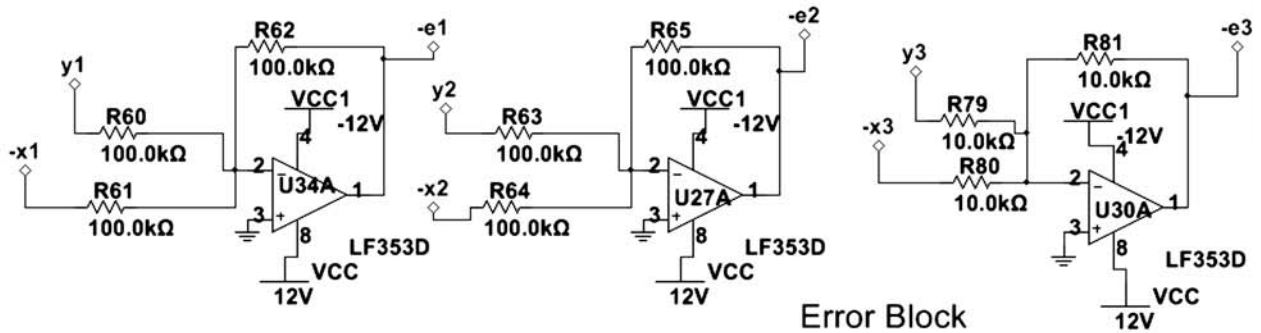 R62
-e1
100.0kΩ
y1
R60
100.0kΩ
VCC1
-12V
4
-x1
R61
100.0kΩ
2
U34A
1
3
8
LF353D
VCC
12V
R65
-e2
100.0kΩ
y2
R63
100.0kΩ
VCC1
-12V
4
-x2
R64
100.0kΩ
2
U27A
1
3
8
LF353D
VCC
12V
R81
-e3
10.0kΩ
y3
R79
10.0kΩ
VCC1
-12V
4
-x3
R80
10.0kΩ
2
U30A
1
3
8
LF353D
VCC
12V
Error Block